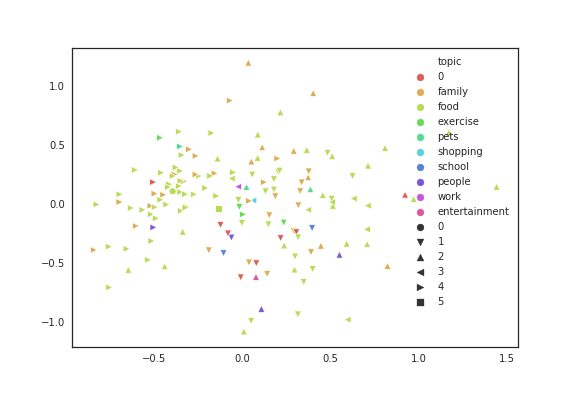 topic
0
family
food
exercise
pets
shopping
school
people
work
entertainment
0
1
2
3
4
5
1.0
0.5
0.0
−0.5
−1.0
−0.5 0.0 0.5 1.0 1.5